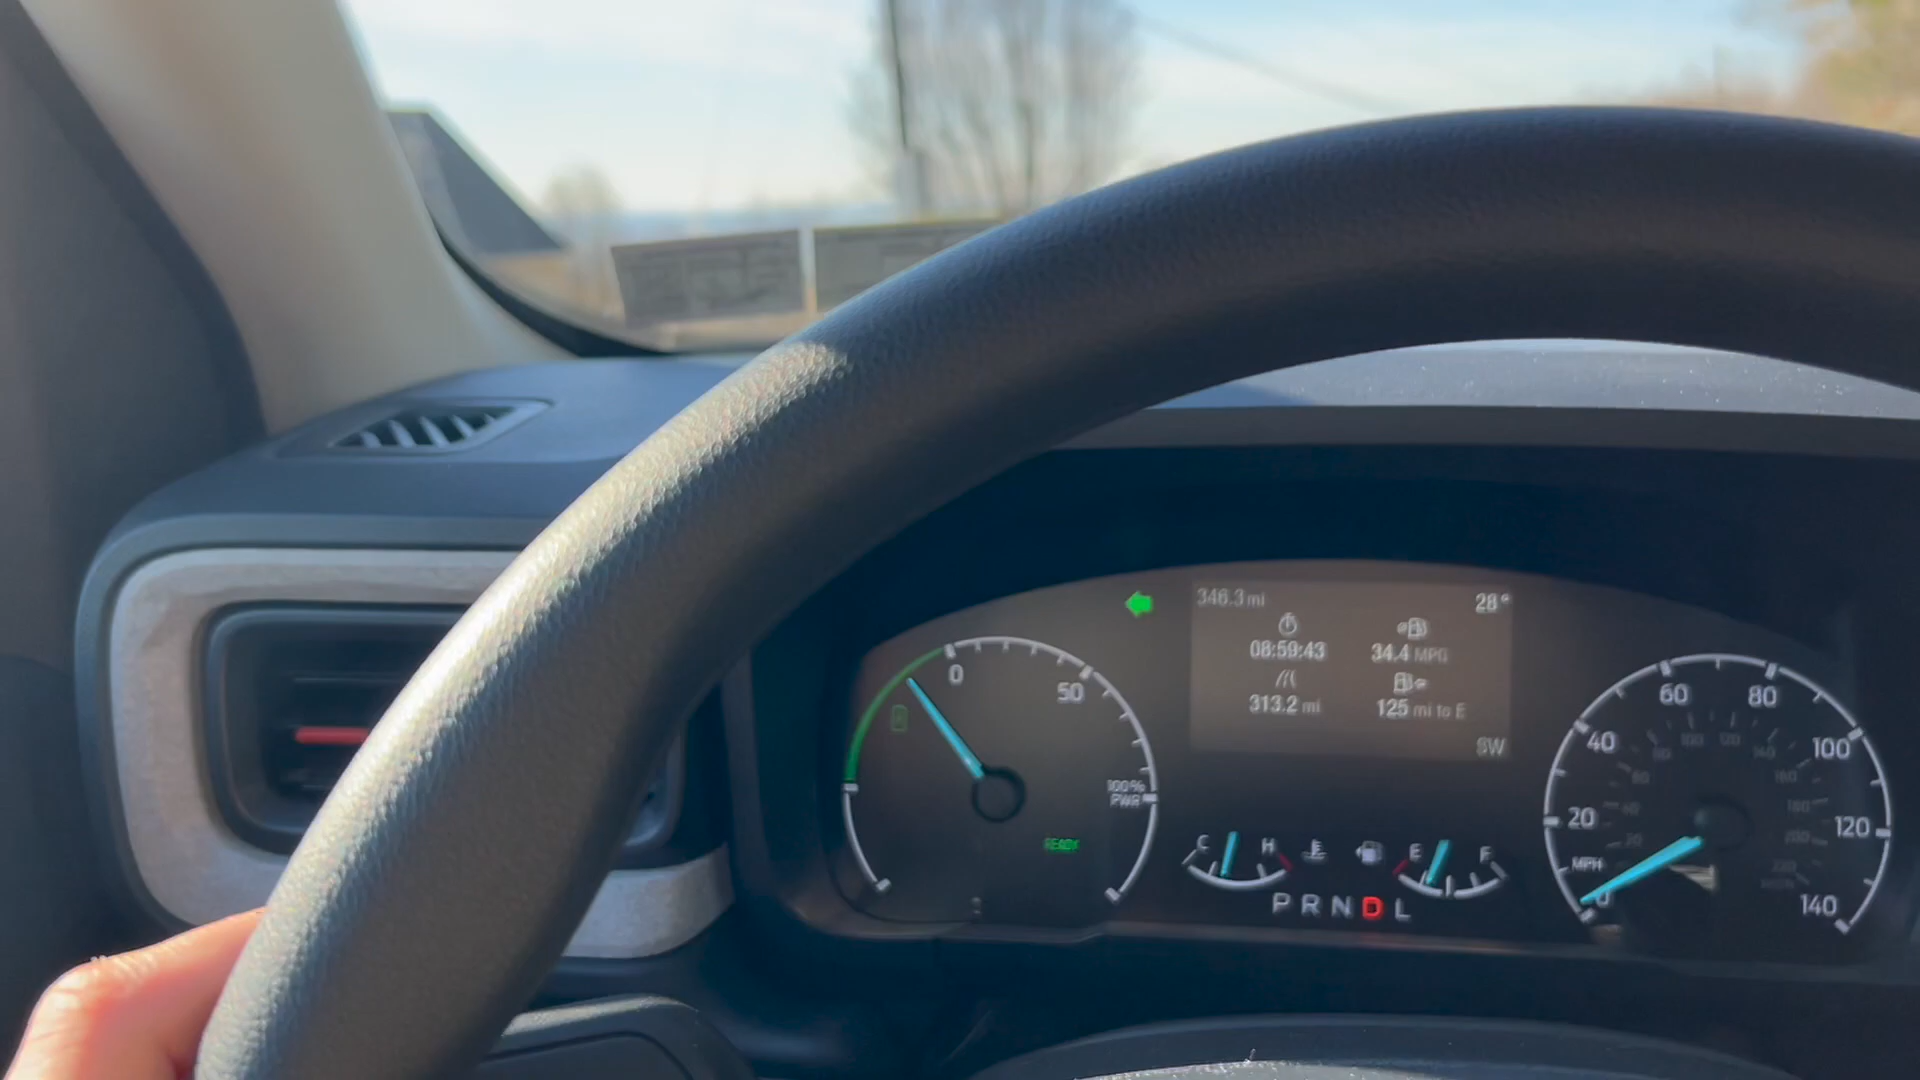 346.3 mi 28°
08:59:43 34.4 MPG
313.2 mi 125 mi to E
SW
0
50
100%
PWR
READY
C H
E F
P R N D L
60 80
40 100
20 120
MPH
0 140